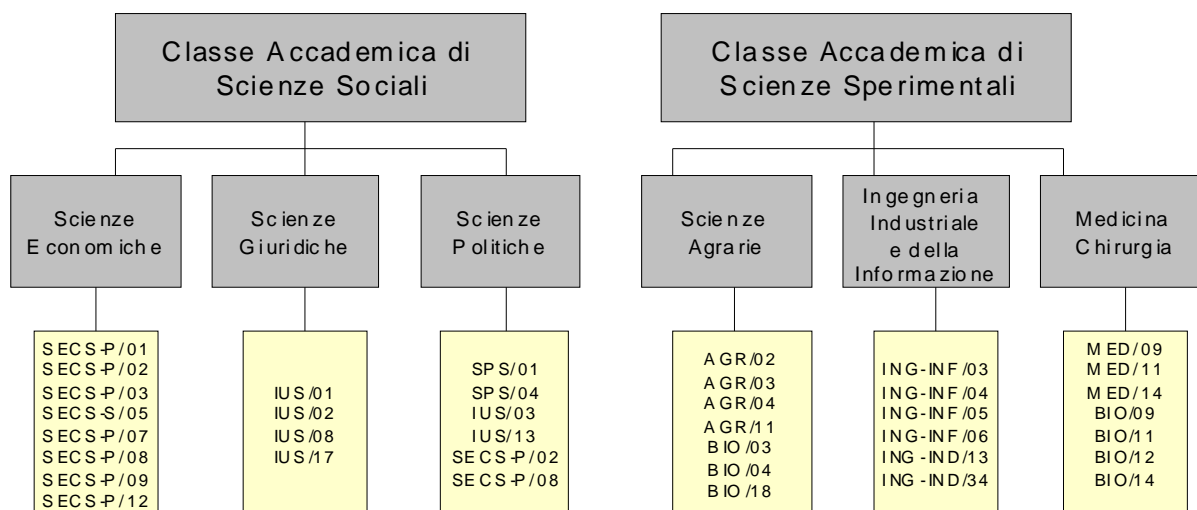 Classe Accademica di
Scienze Sociali
Classe Accademica di
Scienze Sperimentali
Scienze
Economiche
Scienze
Giuridiche
Scienze
Politiche
Scienze
Agrarie
Ingegneria
Industriale
e della
Informazione
Medicina
Chirurgia
SECS-P/01
SECS-P/02
SECS-P/03
SECS-S/05
SECS-P/07
SECS-P/08
SECS-P/09
SECS-P/12
IUS/01
IUS/02
IUS/08
IUS/17
SPS/01
SPS/04
IUS/03
IUS/13
SECS-P/02
SECS-P/08
AGR/02
AGR/03
AGR/04
AGR/11
BIO/03
BIO/04
BIO/18
ING-INF/03
ING-INF/04
ING-INF/05
ING-INF/06
ING-IND/13
ING-IND/34
MED/09
MED/11
MED/14
BIO/09
BIO/11
BIO/12
BIO/14